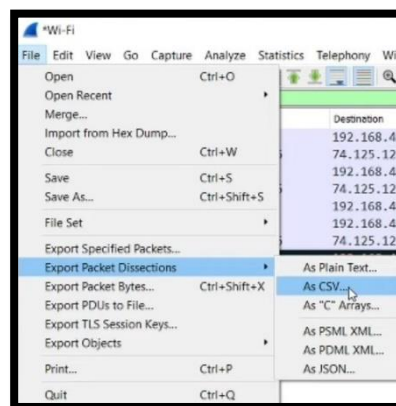 *Wi-Fi
File Edit View Go Capture Analyze Statistics Telephony Wi
Open Ctrl+O
Open Recent
Merge...
Import from Hex Dump...
Close Ctrl+W
Save Ctrl+S
Save As... Ctrl+Shift+S
File Set
Export Specified Packets...
Export Packet Dissections
Export Packet Bytes... Ctrl+Shift+X
Export PDUs to File...
Export TLS Session Keys...
Export Objects
Print... Ctrl+P
Quit Ctrl+Q
Destination
192.168.4
74.125.12
192.168.4
74.125.12
192.168.4
192.168.4
74.125.12
As Plain Text...
As CSV...
As "C" Arrays...
As PSML XML...
As PDML XML...
As JSON...